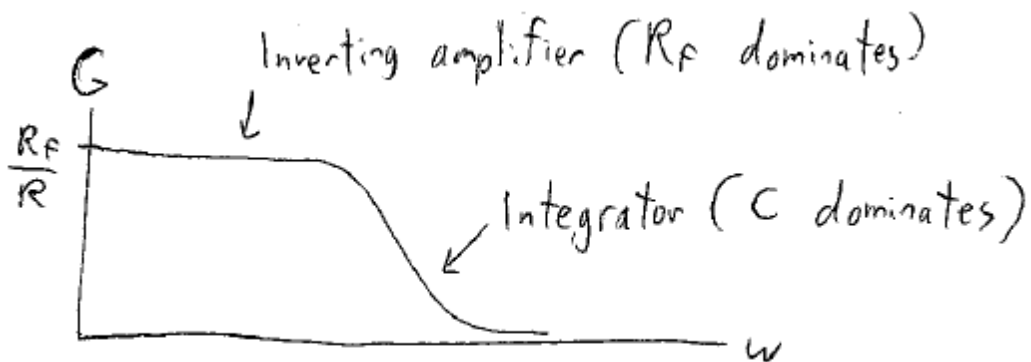 Inverting amplifier (RF dominates)
G
RF
R
Integrator (C dominates)
w